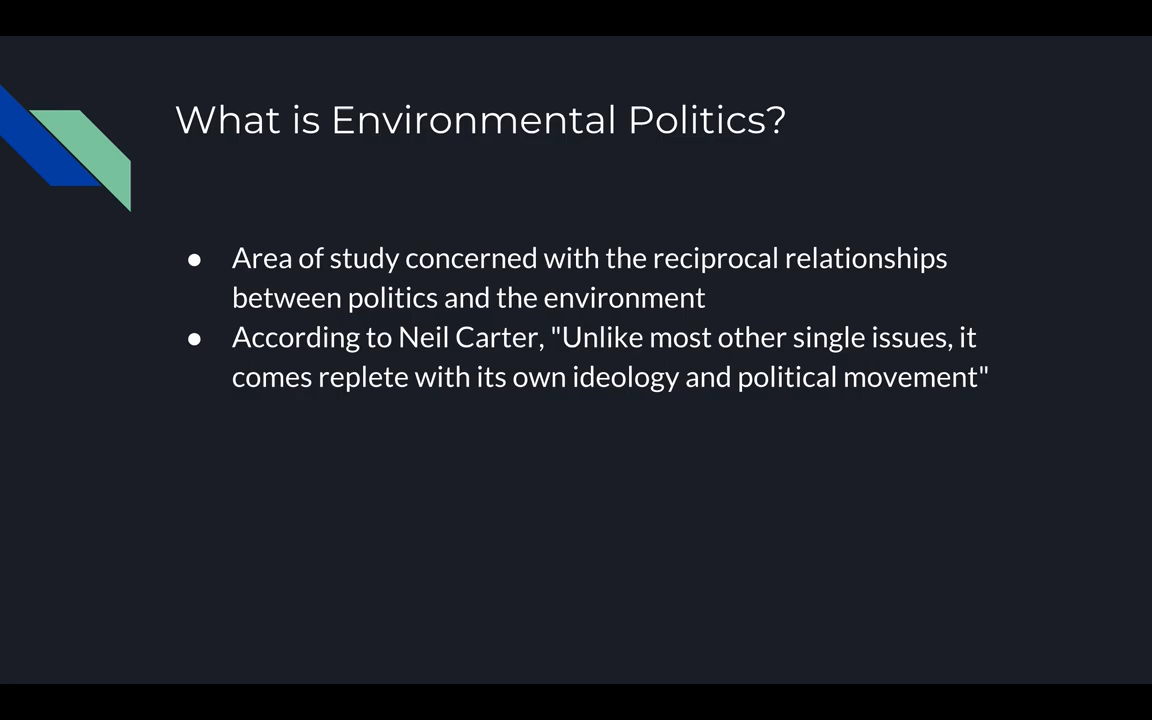 What is Environmental Politics?
● Area of study concerned with the reciprocal relationships
between politics and the environment
● According to Neil Carter, "Unlike most other single issues, it
comes replete with its own ideology and political movement"